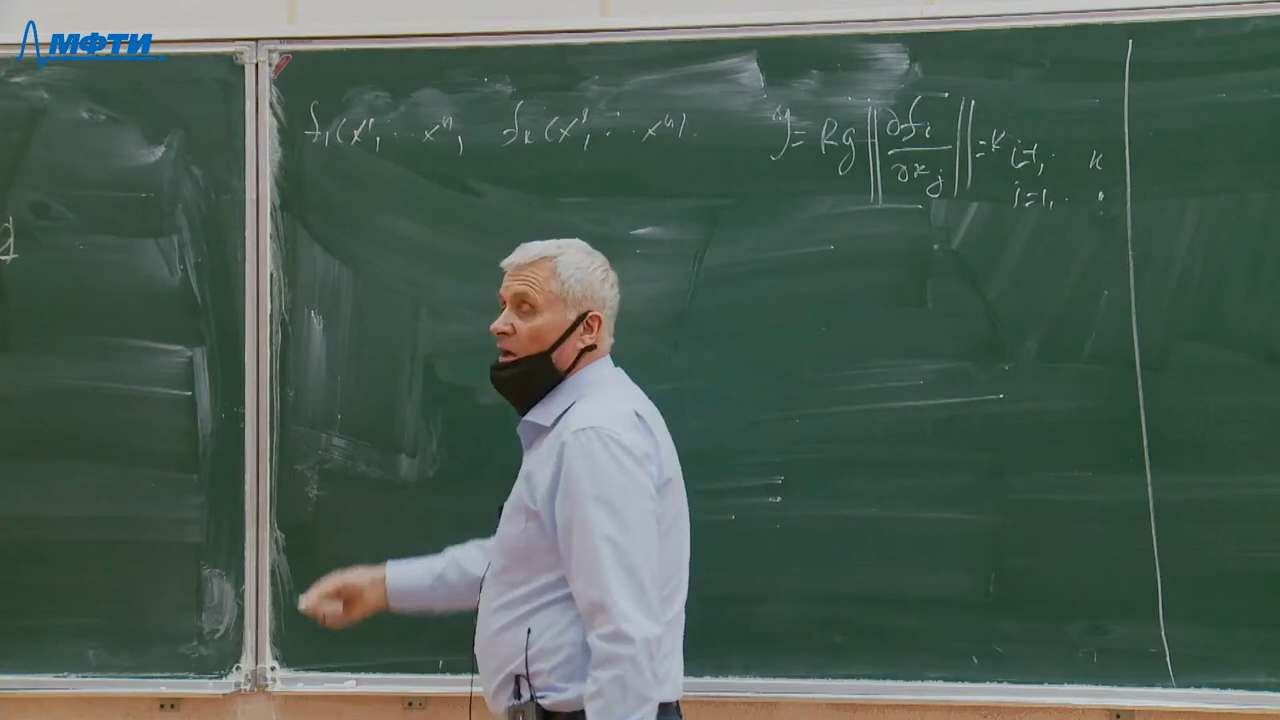 МФТИ
f₁(x¹, ·· xⁿ, fₖ(x¹, ·· xⁿ)
= Rg ‖∂fᵢ/∂xⱼ‖ = k i=1, · k
j=1, · ·